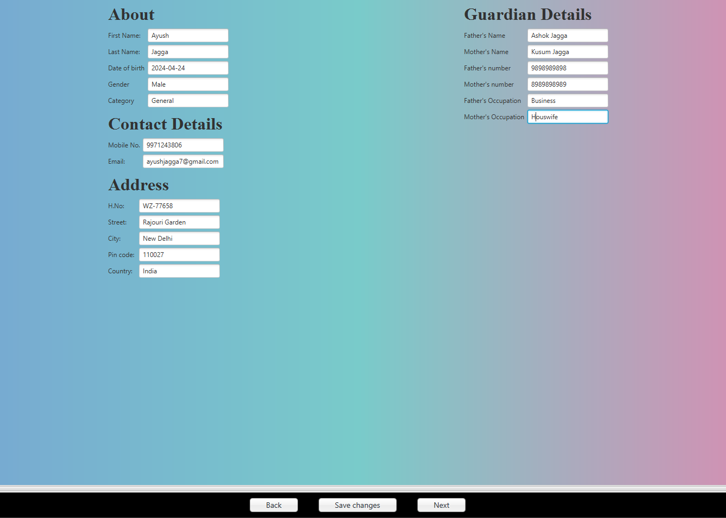 About
First Name: Ayush
Last Name: Jagga
Date of birth 2024-04-24
Gender Male
Category General
Contact Details
Mobile No. 9971243806
Email: ayushjagga7@gmail.com
Address
H.No: WZ-77658
Street: Rajouri Garden
City: New Delhi
Pin code: 110027
Country: India
Guardian Details
Father's Name Ashok Jagga
Mother's Name Kusum Jagga
Father's number 9898989898
Mother's number 8989898989
Father's Occupation Business
Mother's Occupation Houswife
Back Save changes Next